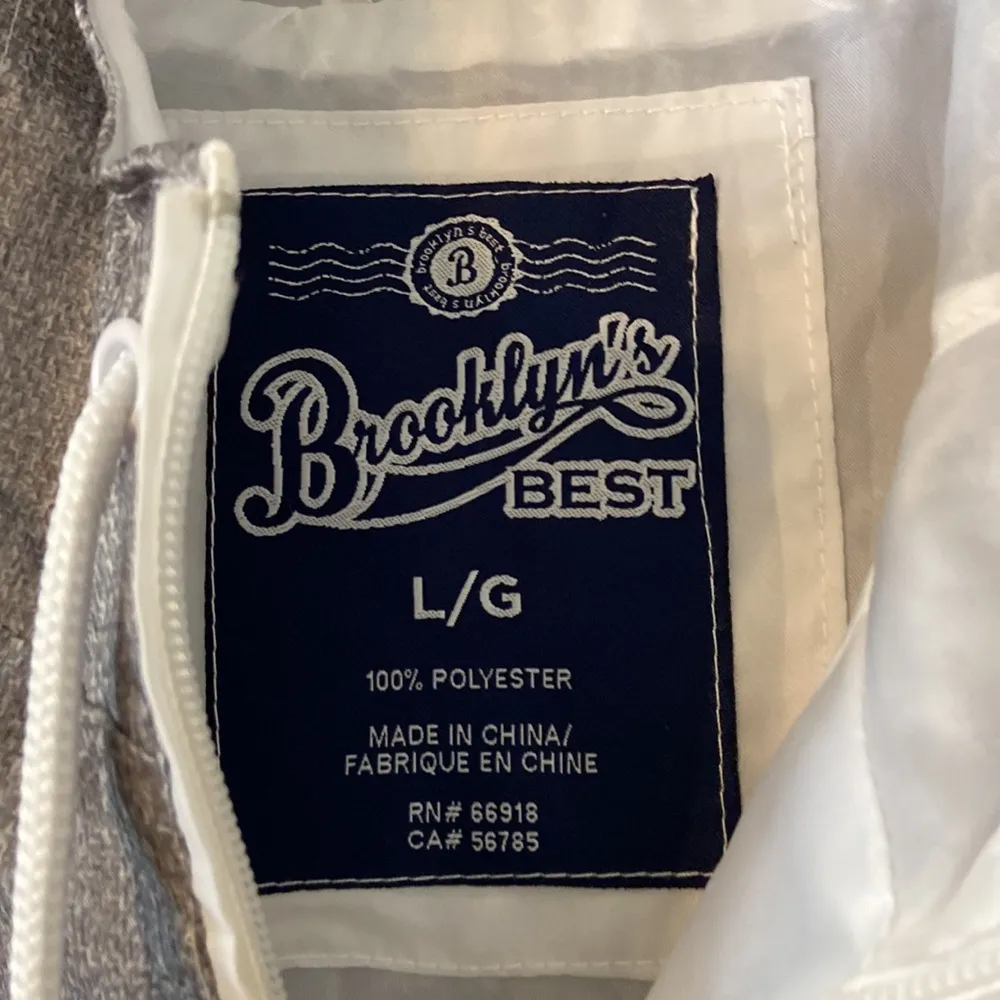 brooklyn's best
B
brooklyn's best
Brooklyn's
BEST
L/G
100% POLYESTER
MADE IN CHINA/
FABRIQUE EN CHINE
RN# 66918
CA# 56785